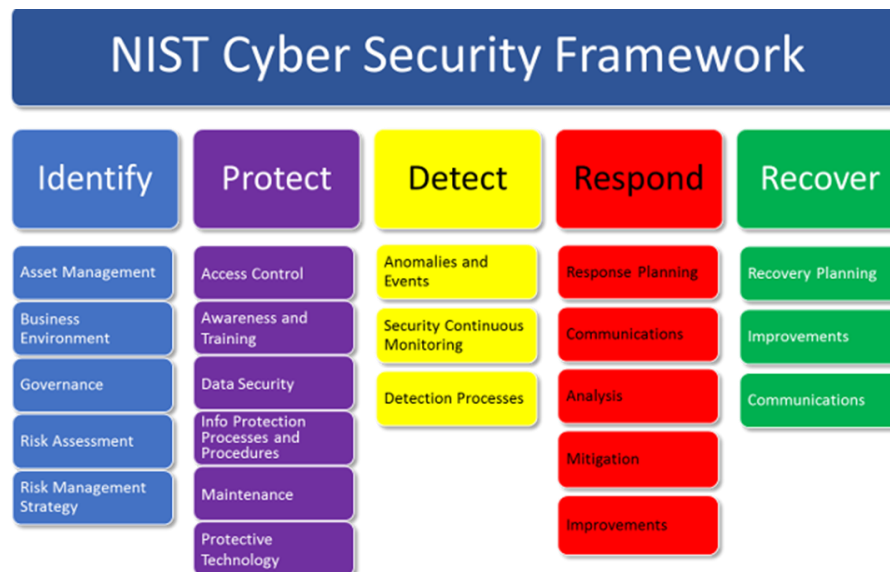 NIST Cyber Security Framework
Identify
Asset Management
Business
Environment
Governance
Risk Assessment
Risk Management
Strategy
Protect
Access Control
Awareness and
Training
Data Security
Info Protection
Processes and
Procedures
Maintenance
Protective
Technology
Detect
Anomalies and
Events
Security Continuous
Monitoring
Detection Processes
Respond
Response Planning
Communications
Analysis
Mitigation
Improvements
Recover
Recovery Planning
Improvements
Communications